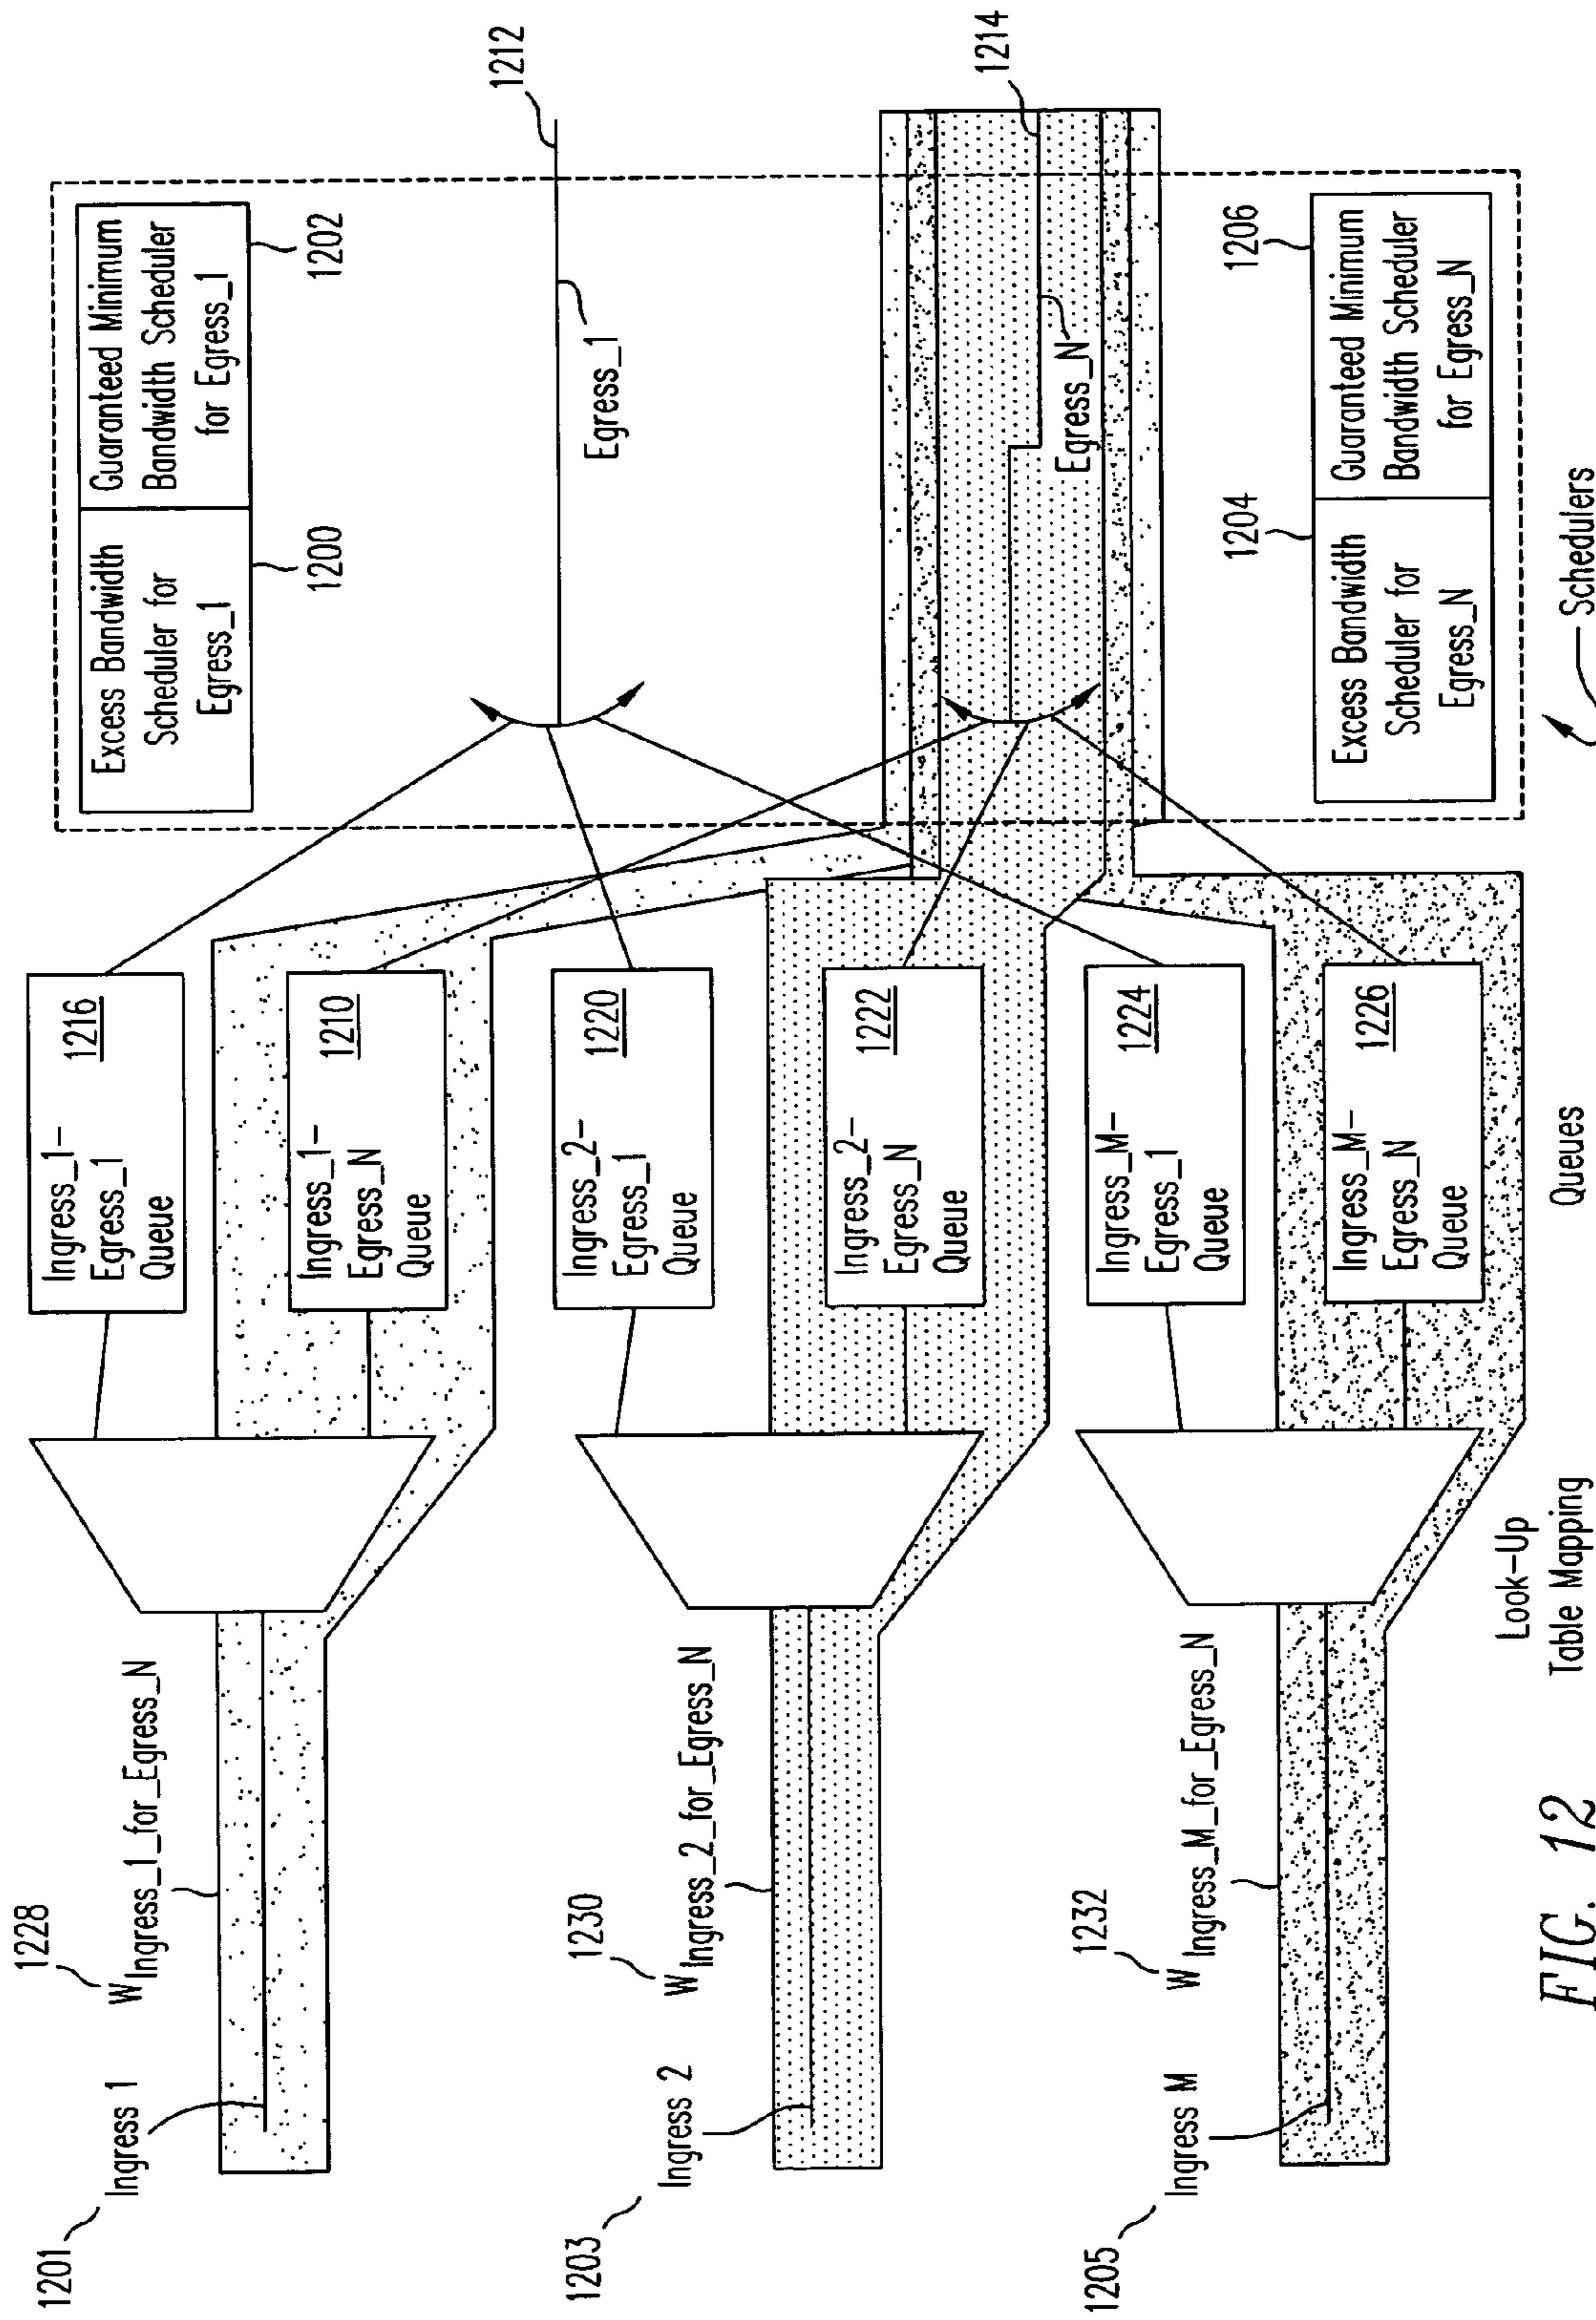 1201
Ingress 1
1228
WIngress_1_for_Egress_N
Ingress_1–
Egress_1
Queue
1216
Ingress_1–
Egress_N
Queue
1210
Excess Bandwidth
Scheduler for
Egress_1
Guaranteed Minimum
Bandwidth Scheduler
for Egress_1
1200
1202
1212
Egress_1
1203
Ingress 2
1230
WIngress_2_for_Egress_N
Ingress_2–
Egress_1
Queue
1220
Ingress_2–
Egress_N
Queue
1222
Egress_N
1214
1205
Ingress M
1232
WIngress_M_for_Egress_N
Ingress_M–
Egress_1
Queue
1224
Ingress_M–
Egress_N
Queue
1226
1204
1206
Excess Bandwidth
Scheduler for
Egress_N
Guaranteed Minimum
Bandwidth Scheduler
for Egress_N
Look-Up
Table Mapping
Queues
Schedulers
FIG. 12